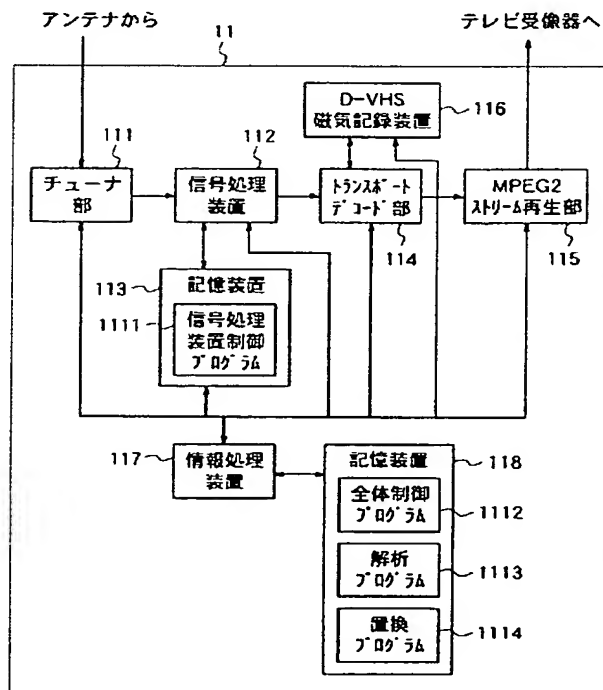 アンテナから
テレビ受像器へ
11
D-VHS
磁気記録装置
116
111
チューナ
部
112
信号処理
装置
トランスポート
デコード部
114
MPEG2
ストリーム再生部
115
113
記憶装置
1111
信号処理
装置制御
プログラム
117
情報処理
装置
記憶装置
118
全体制御
プログラム
1112
解析
プログラム
1113
置換
プログラム
1114